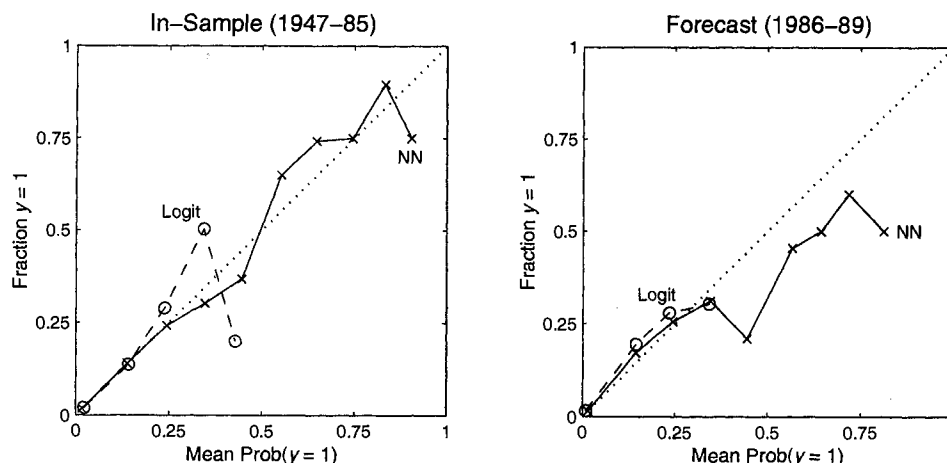 In–Sample (1947–85)
1
0.75
0.5
0.25
0
Fraction y = 1
Logit
NN
0
0.25
0.5
0.75
1
Mean Prob(y = 1)
Forecast (1986–89)
1
0.75
0.5
0.25
0
Fraction y = 1
Logit
NN
0
0.25
0.5
0.75
Mean Prob(y = 1)